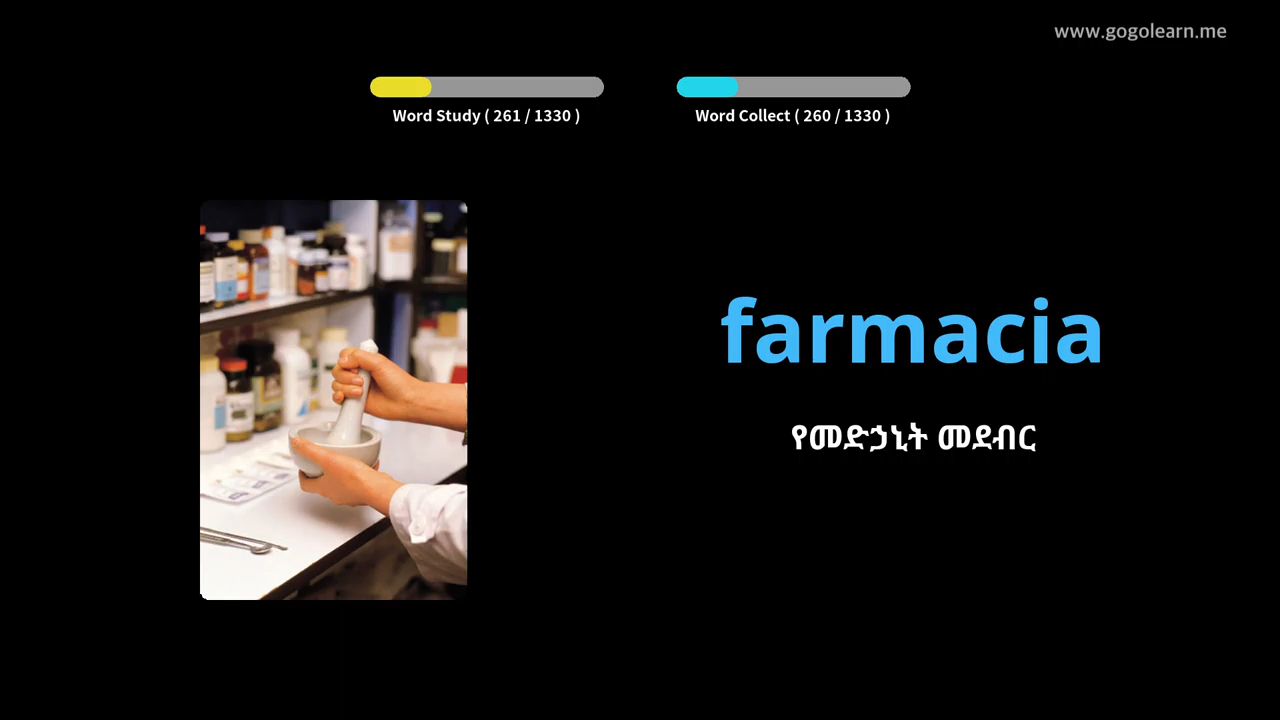 www.gogolearn.me
Word Study ( 261 / 1330 )
Word Collect ( 260 / 1330 )
farmacia
የመድኃኒት መደብር